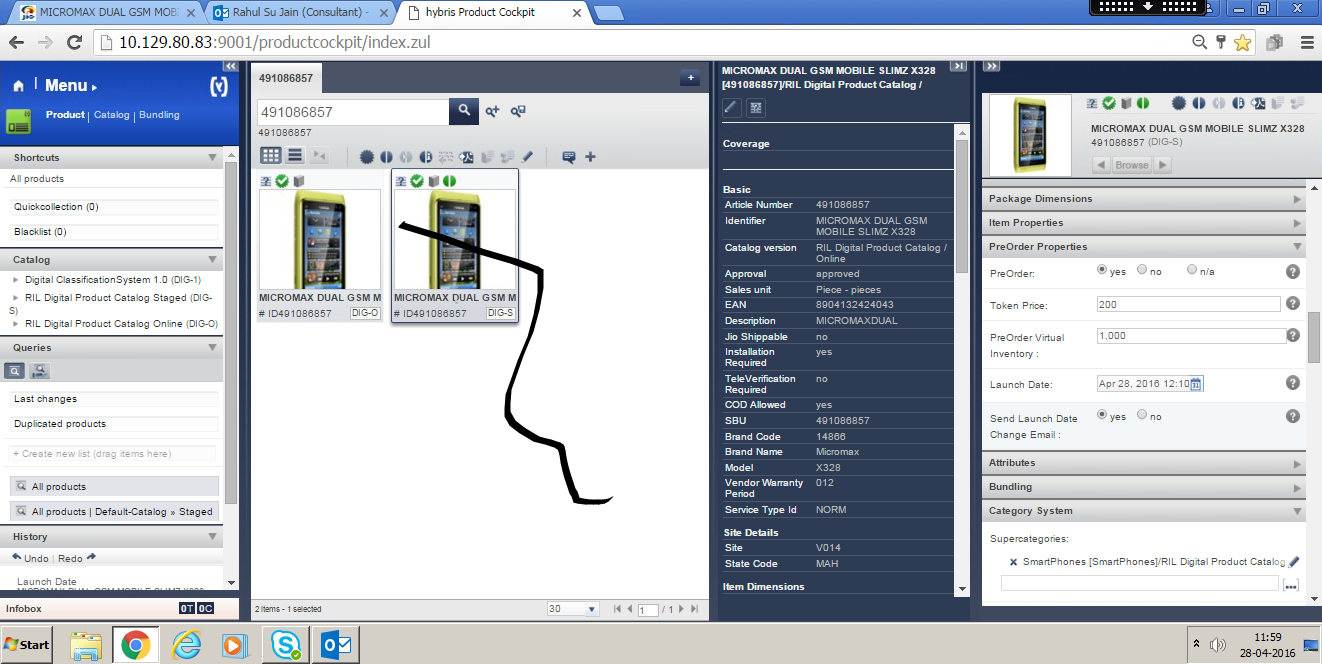 MICROMAX DUAL GSM MOB
Rahul Su Jain (Consultant) -
hybris Product Cockpit
10.129.80.83:9001/productcockpit/index.zul
Menu
Product | Catalog | Bundling
Shortcuts
All products
Quickcollection (0)
Blacklist (0)
Catalog
Digital ClassificationSystem 1.0 (DIG-1)
RIL Digital Product Catalog Staged (DIG-
S)
RIL Digital Product Catalog Online (DIG-O)
Queries
Last changes
Duplicated products
+ Create new list (drag items here)
All products
All products | Default-Catalog » Staged
History
Undo | Redo
Launch Date
Infobox
0T 0C
491086857
+
491086857
491086857
MICROMAX DUAL GSM M
# ID491086857 DIG-O
MICROMAX DUAL GSM M
# ID491086857 DIG-S
2 items - 1 selected
30
1 / 1
MICROMAX DUAL GSM MOBILE SLIMZ X328
[491086857]/RIL Digital Product Catalog /
Coverage
Basic
Article Number 491086857
Identifier MICROMAX DUAL GSM
MOBILE SLIMZ X328
Catalog version RIL Digital Product Catalog /
Online
Approval approved
Sales unit Piece - pieces
EAN 8904132424043
Description MICROMAXDUAL
Jio Shippable no
Installation yes
Required
TeleVerification no
Required
COD Allowed yes
SBU 491086857
Brand Code 14866
Brand Name Micromax
Model X328
Vendor Warranty 012
Period
Service Type Id NORM
Site Details
Site V014
State Code MAH
Item Dimensions
MICROMAX DUAL GSM MOBILE SLIMZ X328
491086857 (DIG-S)
Browse
Package Dimensions
Item Properties
PreOrder Properties
PreOrder: yes no n/a
Token Price: 200
PreOrder Virtual 1,000
Inventory :
Launch Date: Apr 28, 2016 12:10
Send Launch Date yes no
Change Email :
Attributes
Bundling
Category System
Supercategories:
SmartPhones [SmartPhones]/RIL Digital Product Catalog
...
Start
11:59
28-04-2016